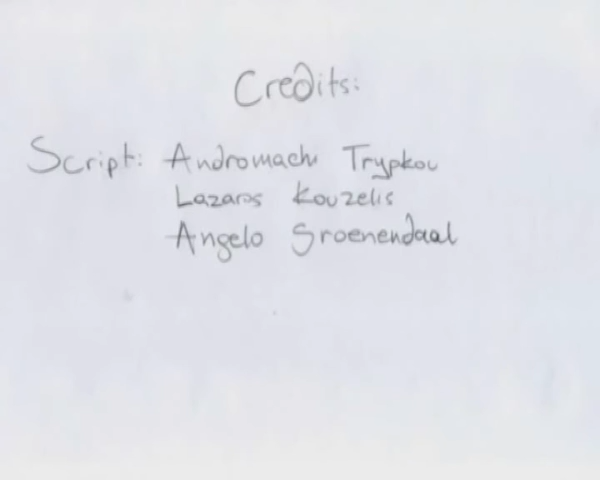 Credits:
Script: Andromachi Trypkou
Lazaros Kouzelis
Angelo Groenendaal